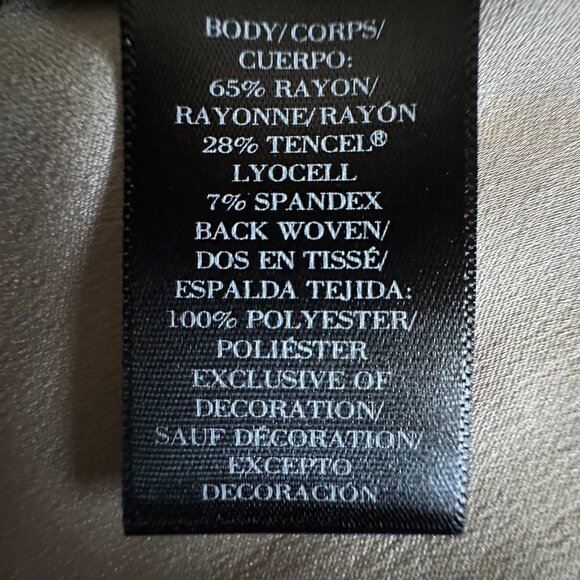 BODY/CORPS/
CUERPO:
65% RAYON/
RAYONNE/RAYÓN
28% TENCEL®
LYOCELL
7% SPANDEX
BACK WOVEN/
DOS EN TISSÉ/
ESPALDA TEJIDA:
100% POLYESTER/
POLIÉSTER
EXCLUSIVE OF
DECORATION/
SAUF DÉCORATION/
EXCEPTO
DECORACIÓN